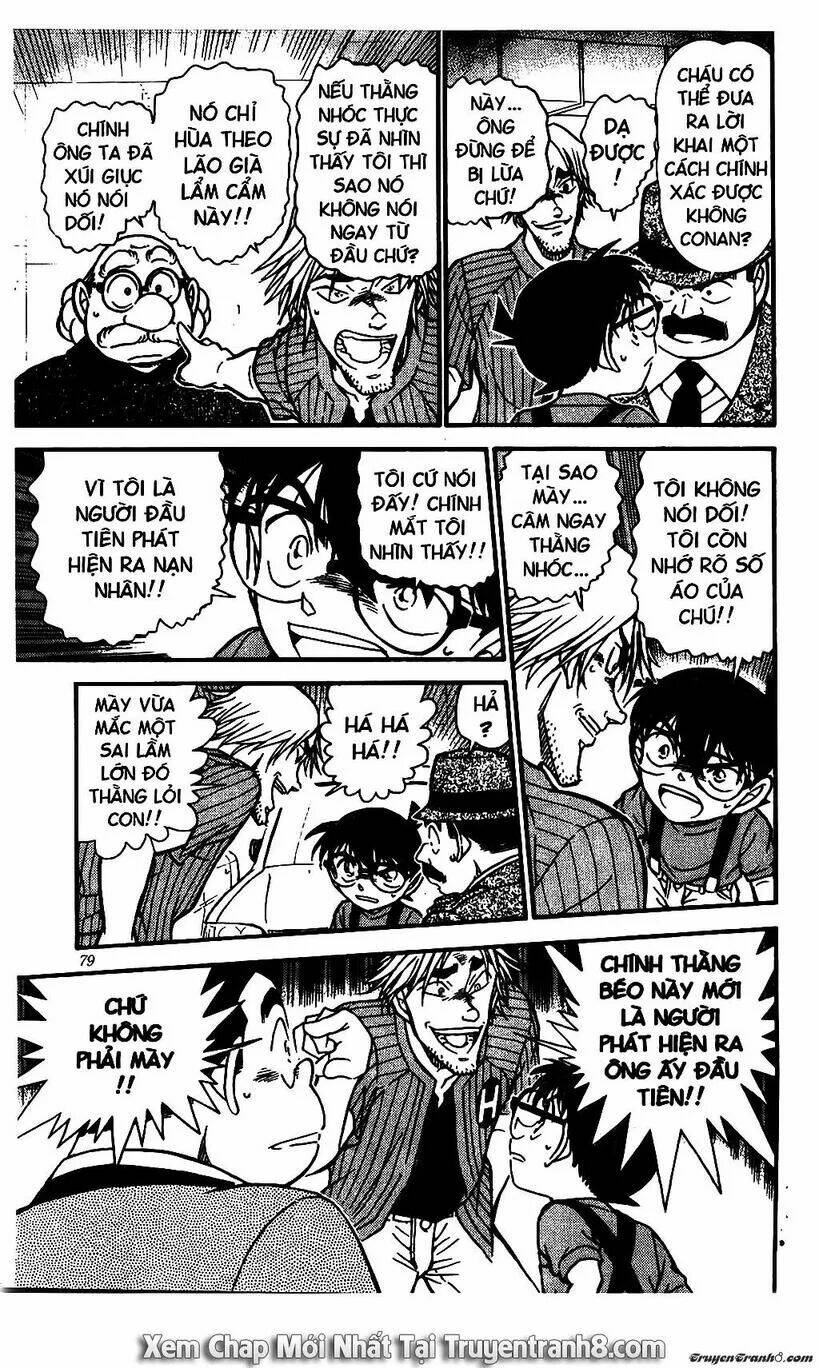 CHÁU CÓ
THỂ ĐƯA
RA LỜI
KHAI MỘT
CÁCH CHÍNH
XÁC ĐƯỢC
KHÔNG
CONAN?
DẠ
ĐƯỢC
!
NÀY...
ÔNG
ĐỪNG ĐỂ
BỊ LỪA
CHỨ!
NẾU THẰNG
NHÓC THỰC
SỰ ĐÃ NHÌN
THẤY TÔI THÌ
SAO NÓ
KHÔNG NÓI
NGAY TỪ
ĐẦU CHỨ?
NÓ CHỈ
HÙA THEO
LÃO GIÀ
LẨM CẨM
NÀY!!
CHÍNH
ÔNG TA ĐÃ
XÚI GIỤC
NÓ NÓI
DỐI!
TÔI KHÔNG
NÓI DỐI!
TÔI CÒN
NHỚ RÕ SỐ
ÁO CỦA
CHÚ!!
TẠI SAO
MÀY...
CÂM NGAY
THẰNG
NHÓC...
TÔI CỨ NÓI
ĐẤY! CHÍNH
MẮT TÔI
NHÌN THẤY!!
VÌ TÔI LÀ
NGƯỜI ĐẦU
TIÊN PHÁT
HIỆN RA NẠN
NHÂN!!
HẢ
?
HÁ HÁ
HÁ!!
MÀY VỪA
MẮC MỘT
SAI LẦM
LỚN ĐÓ
THẰNG LỎI
CON!!
79
CHÍNH THẰNG
BÉO NÀY MỚI
LÀ NGƯỜI
PHÁT HIỆN RA
ÔNG ẤY ĐẦU
TIÊN!!
CHỨ
KHÔNG
PHẢI MÀY
!!
H
Xem Chap Mới Nhất Tại Truyentranh8.com
TruyenTranh8.com